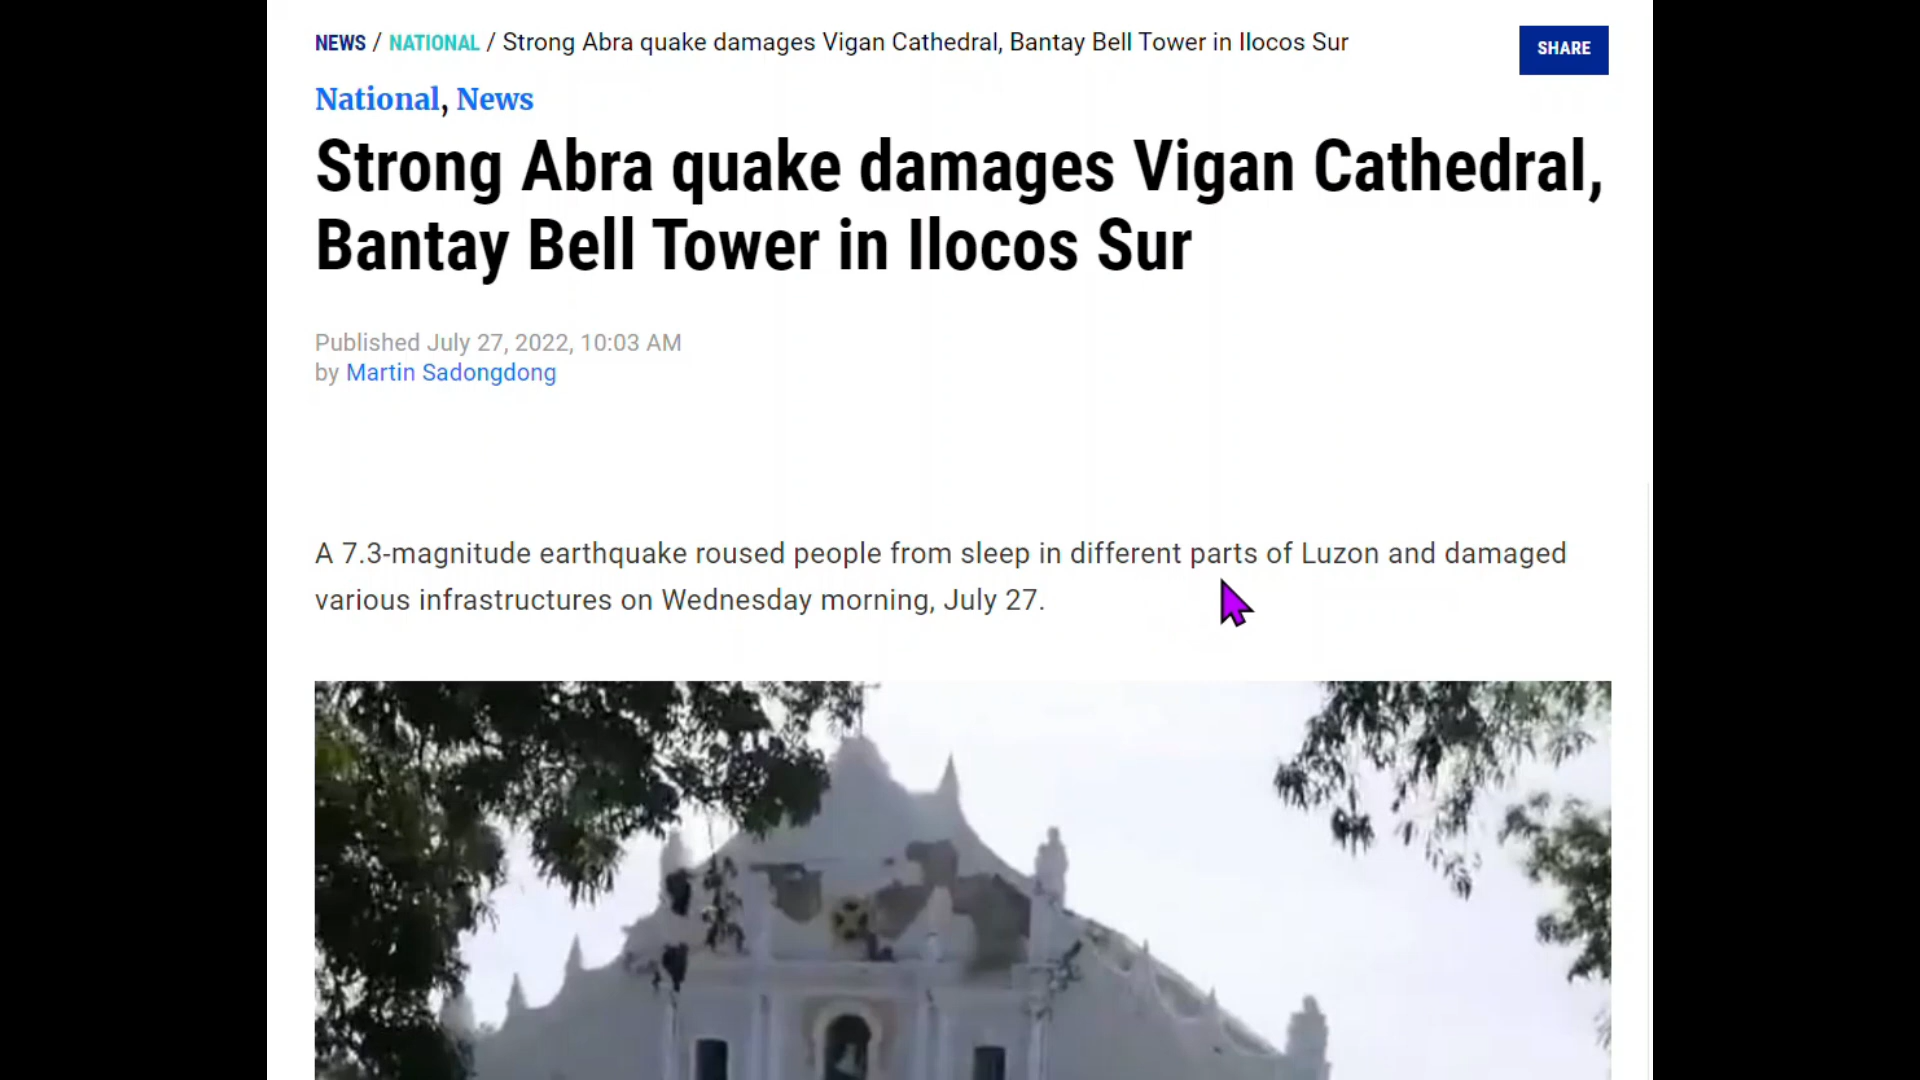 NEWS / NATIONAL / Strong Abra quake damages Vigan Cathedral, Bantay Bell Tower in Ilocos Sur
SHARE
National, News
Strong Abra quake damages Vigan Cathedral,
Bantay Bell Tower in Ilocos Sur
Published July 27, 2022, 10:03 AM
by Martin Sadongdong
A 7.3-magnitude earthquake roused people from sleep in different parts of Luzon and damaged
various infrastructures on Wednesday morning, July 27.